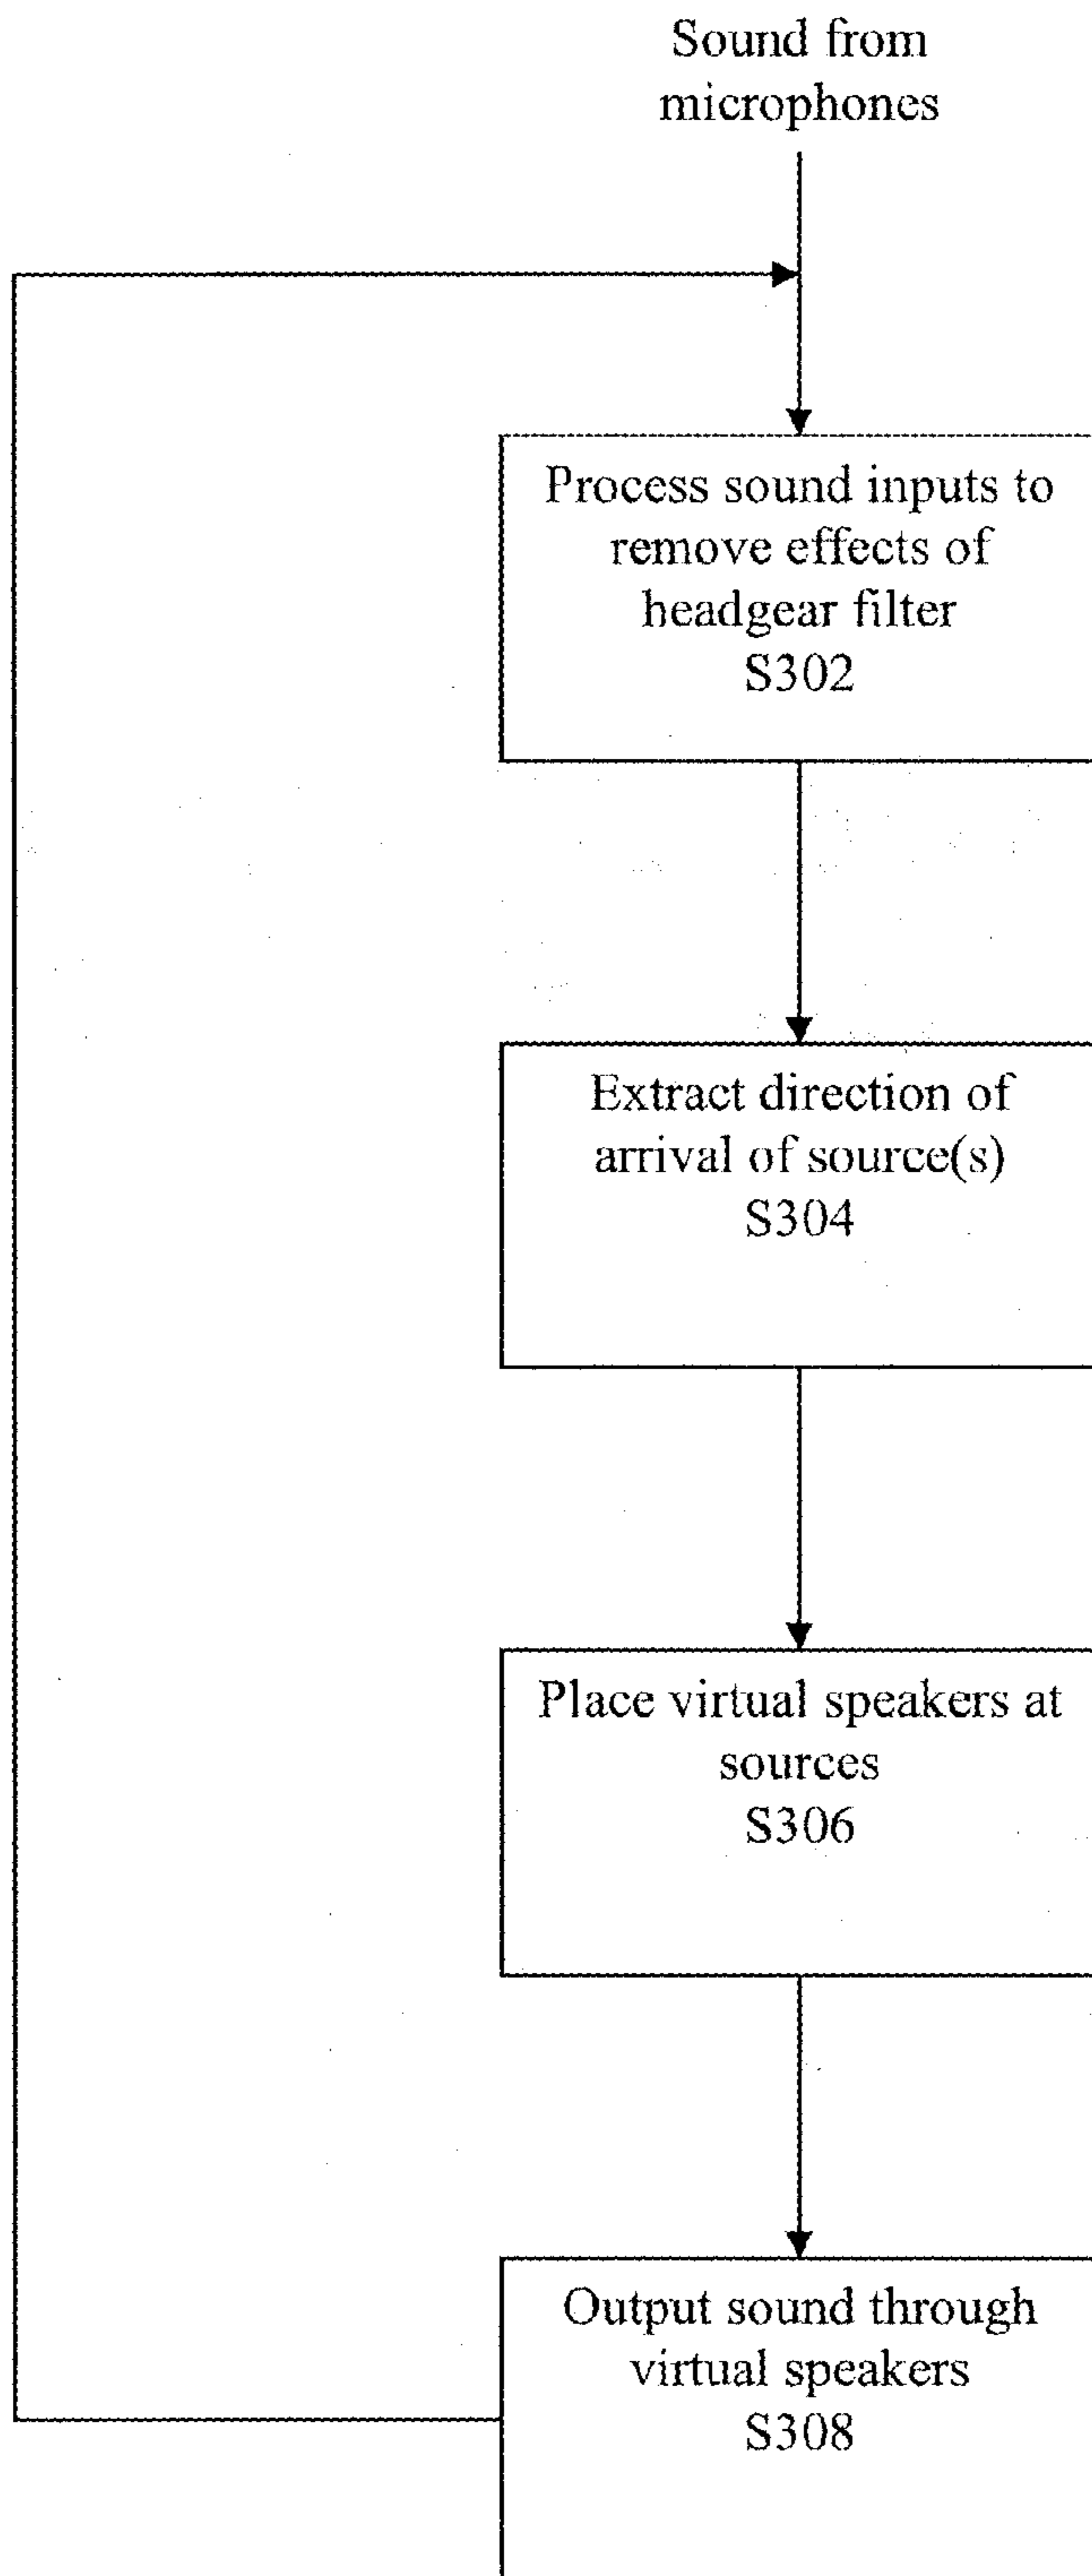 Sound from
microphones
Process sound inputs to
remove effects of
headgear filter
S302
Extract direction of
arrival of source(s)
S304
Place virtual speakers at
sources
S306
Output sound through
virtual speakers
S308